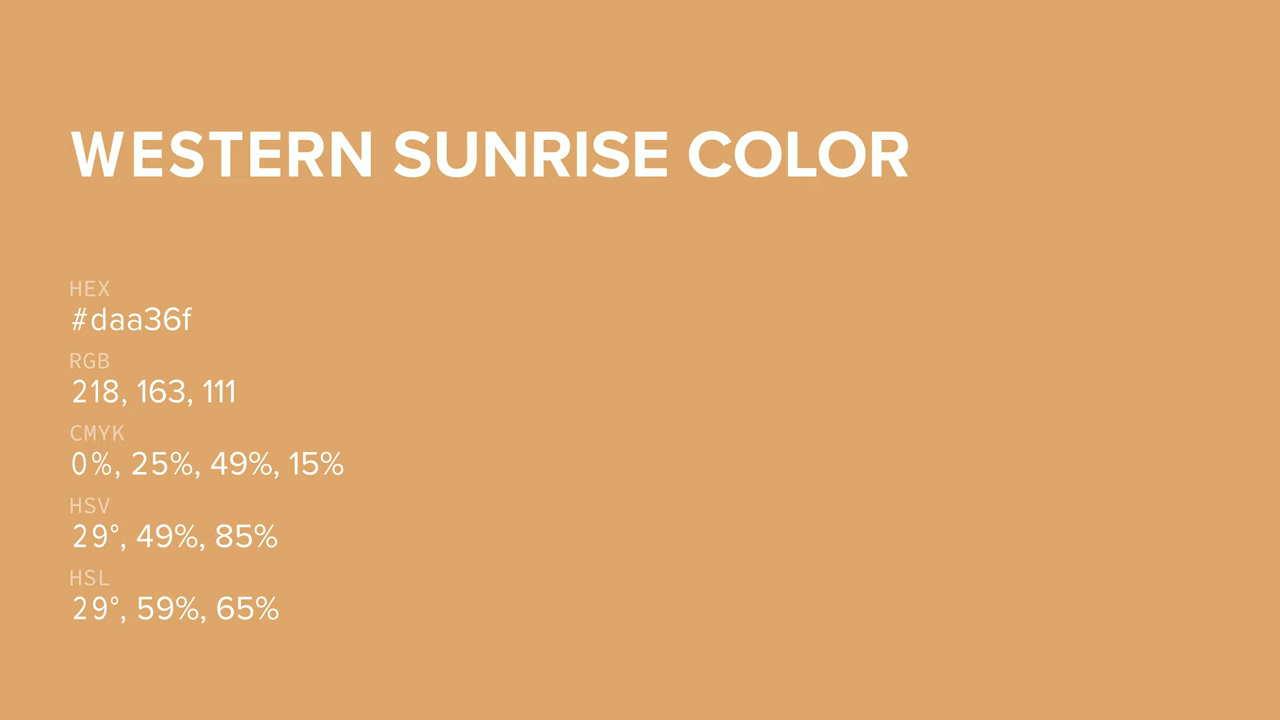 WESTERN SUNRISE COLOR
HEX
#daa36f
RGB
218, 163, 111
CMYK
0%, 25%, 49%, 15%
HSV
29°, 49%, 85%
HSL
29°, 59%, 65%